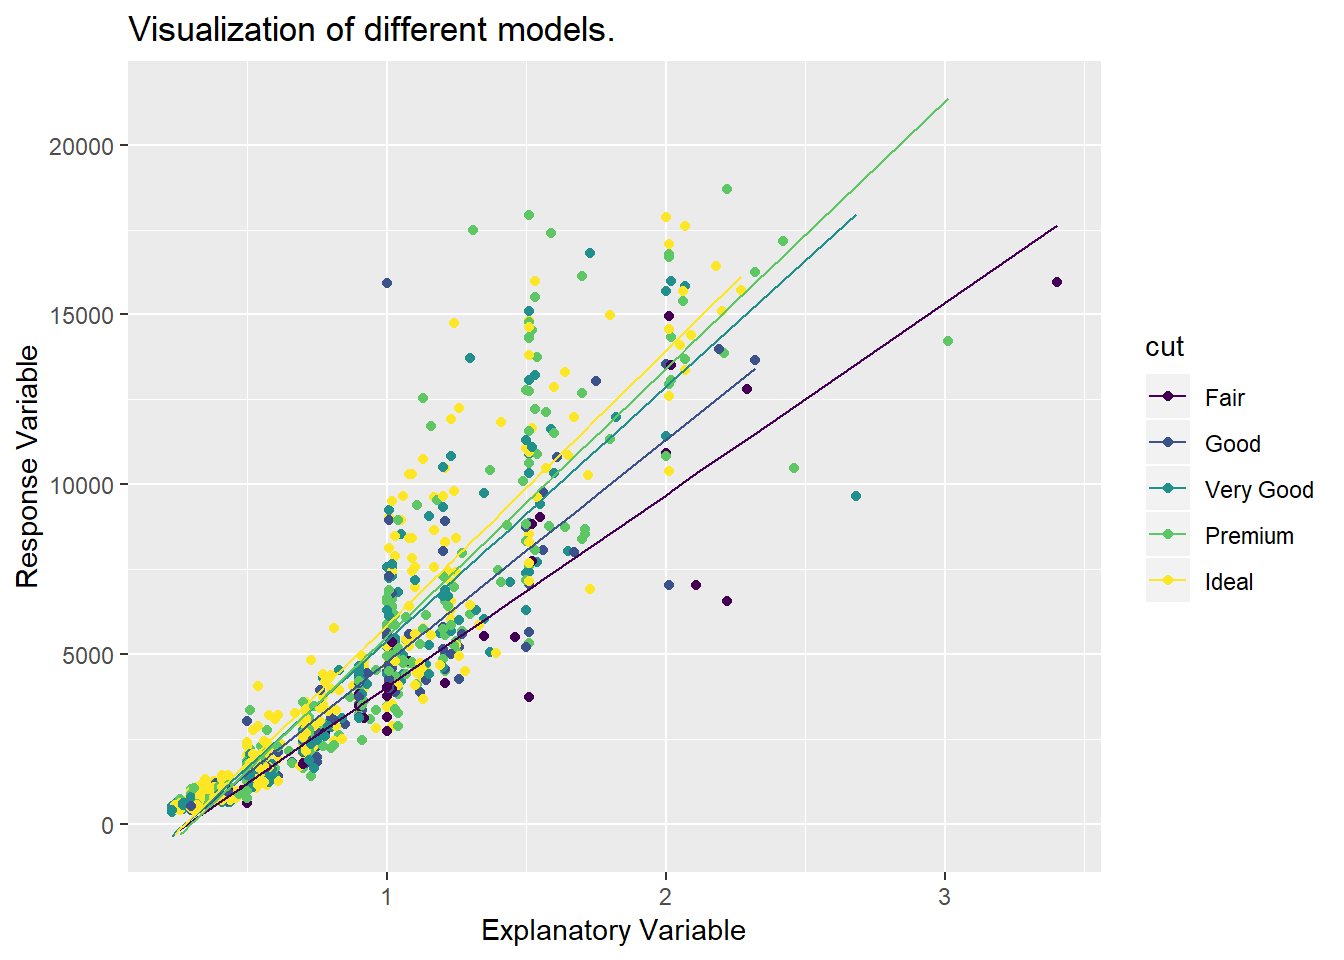 Visualization of different models.
Response Variable
20000
15000
10000
5000
0
1
2
3
Explanatory Variable
cut
Fair
Good
Very Good
Premium
Ideal